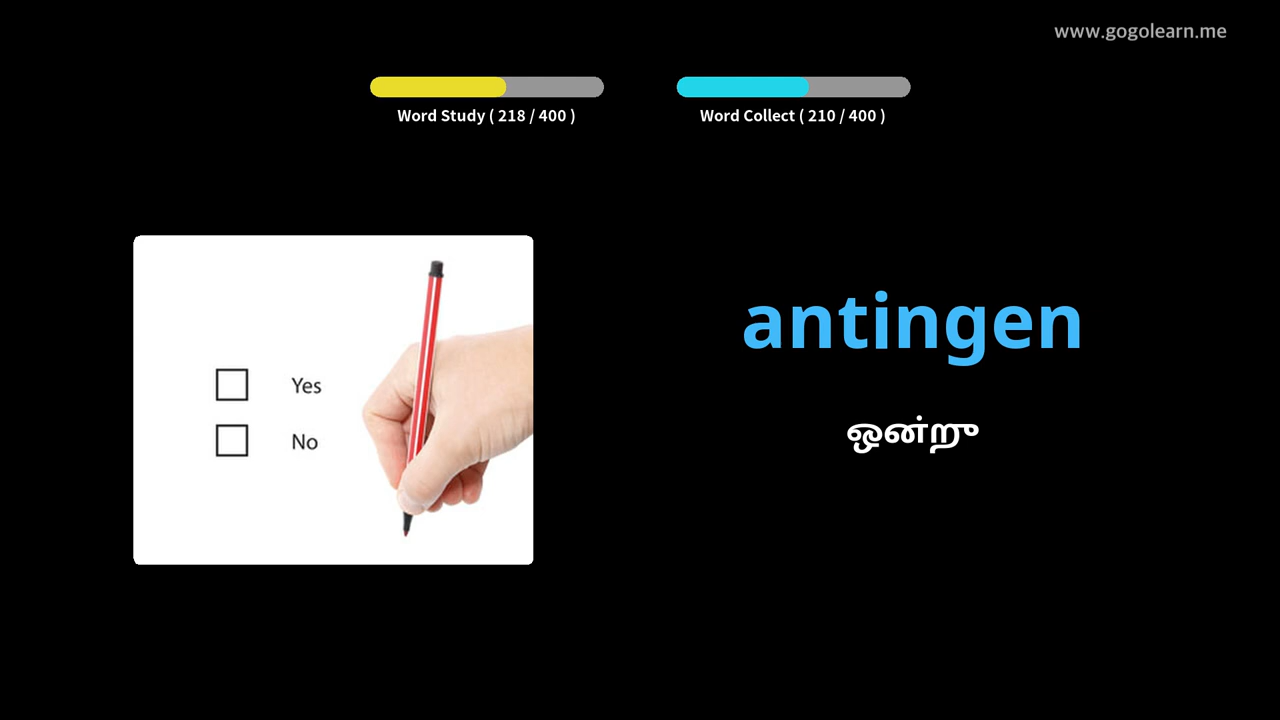 www.gogolearn.me
Word Study ( 218 / 400 )
Word Collect ( 210 / 400 )
Yes
No
antingen
ஒன்று